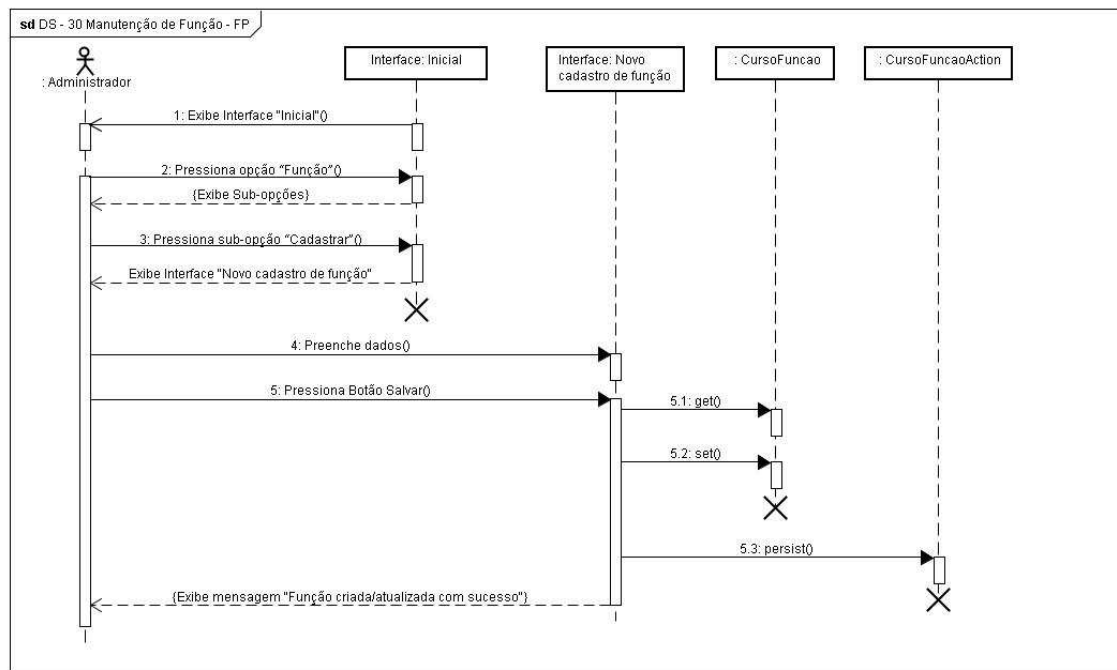 sd DS - 30 Manutenção de Função - FP
: Administrador
Interface: Inicial
Interface: Novo
cadastro de função
: CursoFuncao
: CursoFuncaoAction
1: Exibe Interface "Inicial"()
2: Pressiona opção “Função”()
{Exibe Sub-opções}
3: Pressiona sub-opção “Cadastrar”()
Exibe Interface "Novo cadastro de função"
4: Preenche dados()
5: Pressiona Botão Salvar()
5.1: get()
5.2: set()
5.3: persist()
{Exibe mensagem "Função criada/atualizada com sucesso"}